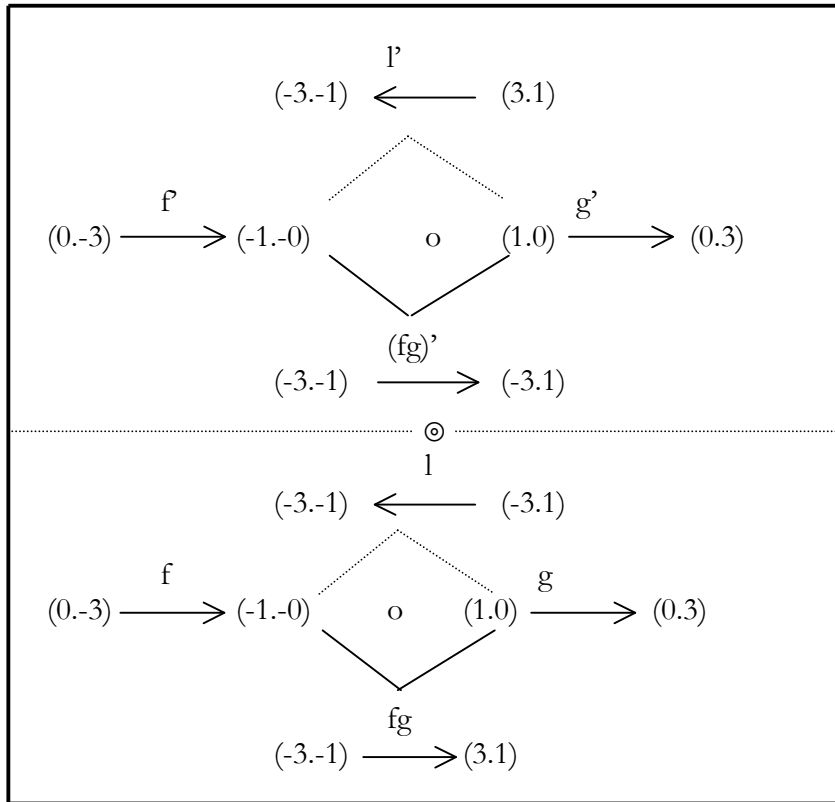 l’
(-3.-1) (3.1)
f’ g’
(0.-3) (-1.-0) o (1.0) (0.3)
(fg)’
(-3.-1) (-3.1)
l
(-3.-1) (-3.1)
f g
(0.-3) (-1.-0) o (1.0) (0.3)
fg
(-3.-1) (3.1)